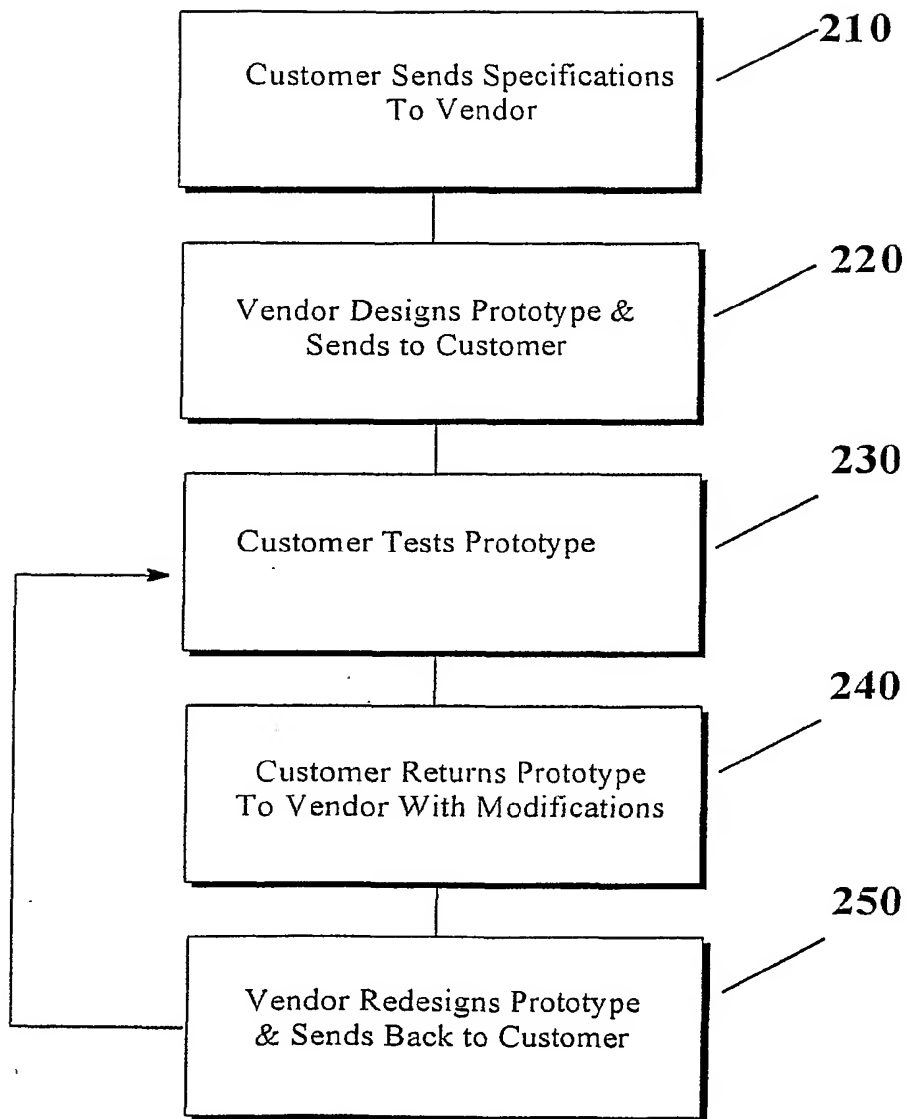 210
Customer Sends Specifications
To Vendor
220
Vendor Designs Prototype &
Sends to Customer
230
Customer Tests Prototype
240
Customer Returns Prototype
To Vendor With Modifications
250
Vendor Redesigns Prototype
& Sends Back to Customer